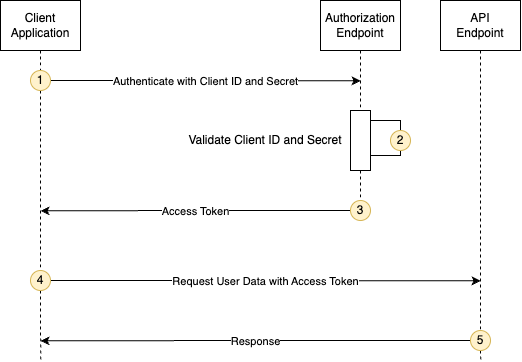 Client
Application
Authorization
Endpoint
API
Endpoint
1
Authenticate with Client ID and Secret
Validate Client ID and Secret
2
Access Token
3
4
Request User Data with Access Token
Response
5